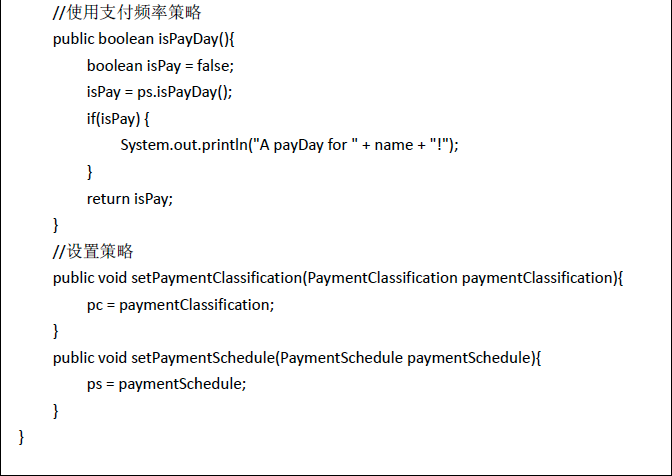 //使用支付频率策略
public boolean isPayDay(){
boolean isPay = false;
isPay = ps.isPayDay();
if(isPay) {
System.out.println("A payDay for " + name + "!");
}
return isPay;
}
//设置策略
public void setPaymentClassification(PaymentClassification paymentClassification){
pc = paymentClassification;
}
public void setPaymentSchedule(PaymentSchedule paymentSchedule){
ps = paymentSchedule;
}
}